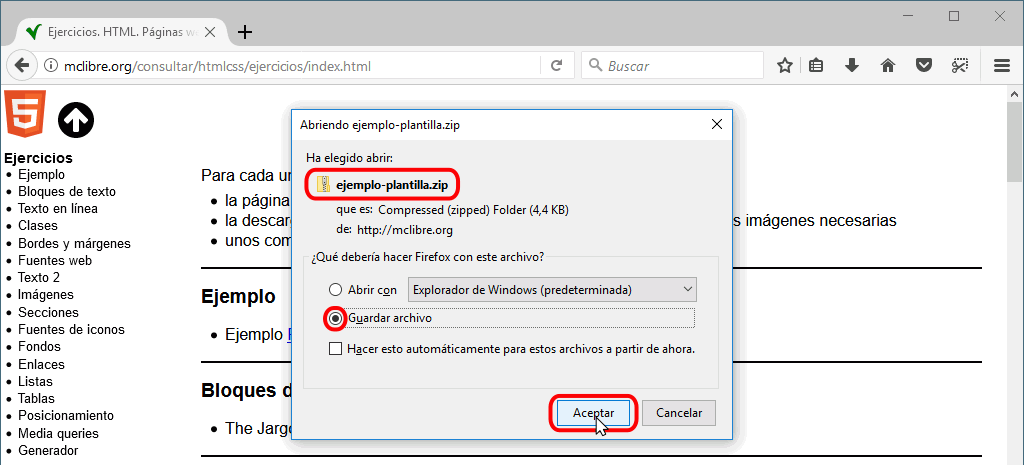 Ejercicios. HTML. Páginas we
mclibre.org/consultar/htmlcss/ejercicios/index.html
Buscar
5
Abriendo ejemplo-plantilla.zip
Ha elegido abrir:
ejemplo-plantilla.zip
que es: Compressed (zipped) Folder (4,4 KB)
de: http://mclibre.org
¿Qué debería hacer Firefox con este archivo?
Abrir con Explorador de Windows (predeterminada)
Guardar archivo
Hacer esto automáticamente para estos archivos a partir de ahora.
Aceptar Cancelar
Ejercicios
Ejemplo
Bloques de texto
Texto en línea
Clases
Bordes y márgenes
Fuentes web
Texto 2
Imágenes
Secciones
Fuentes de iconos
Fondos
Enlaces
Listas
Tablas
Posicionamiento
Media queries
Generador
Para cada un
la página
la descar s imágenes necesarias
unos com
Ejemplo
Ejemplo
Bloques d
The Jargo